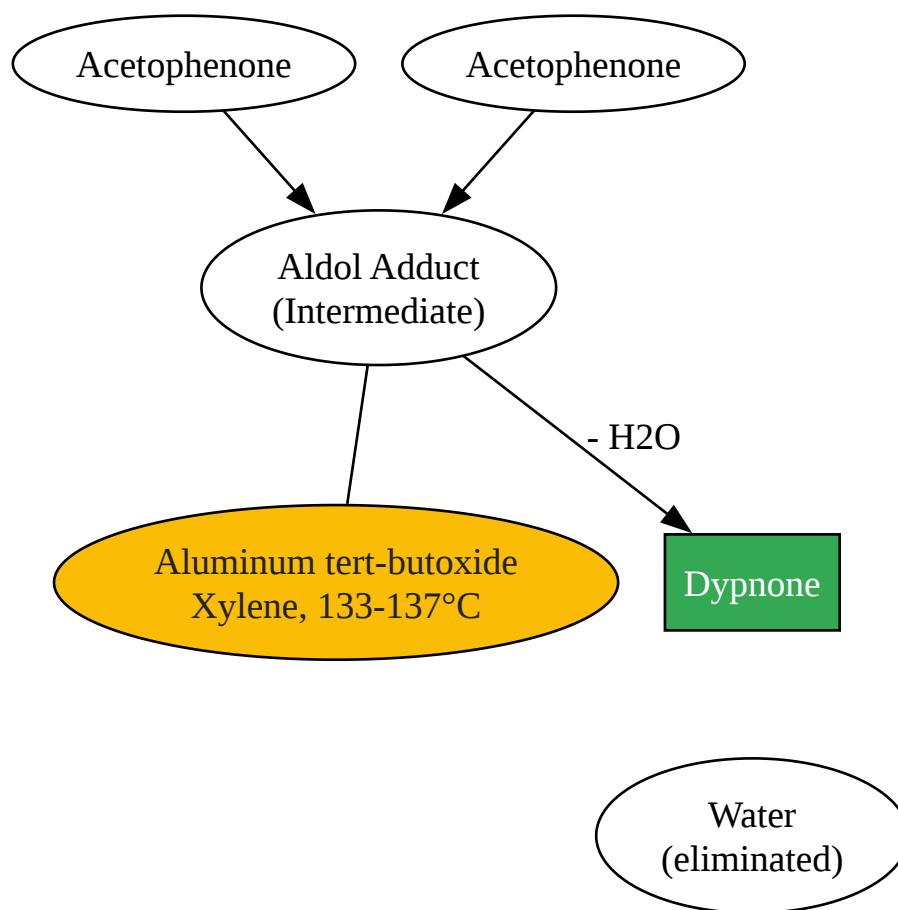 Acetophenone
Acetophenone
Aldol Adduct
(Intermediate)
- H2O
Aluminum tert-butoxide
Xylene, 133-137°C
Dypnone
Water
(eliminated)